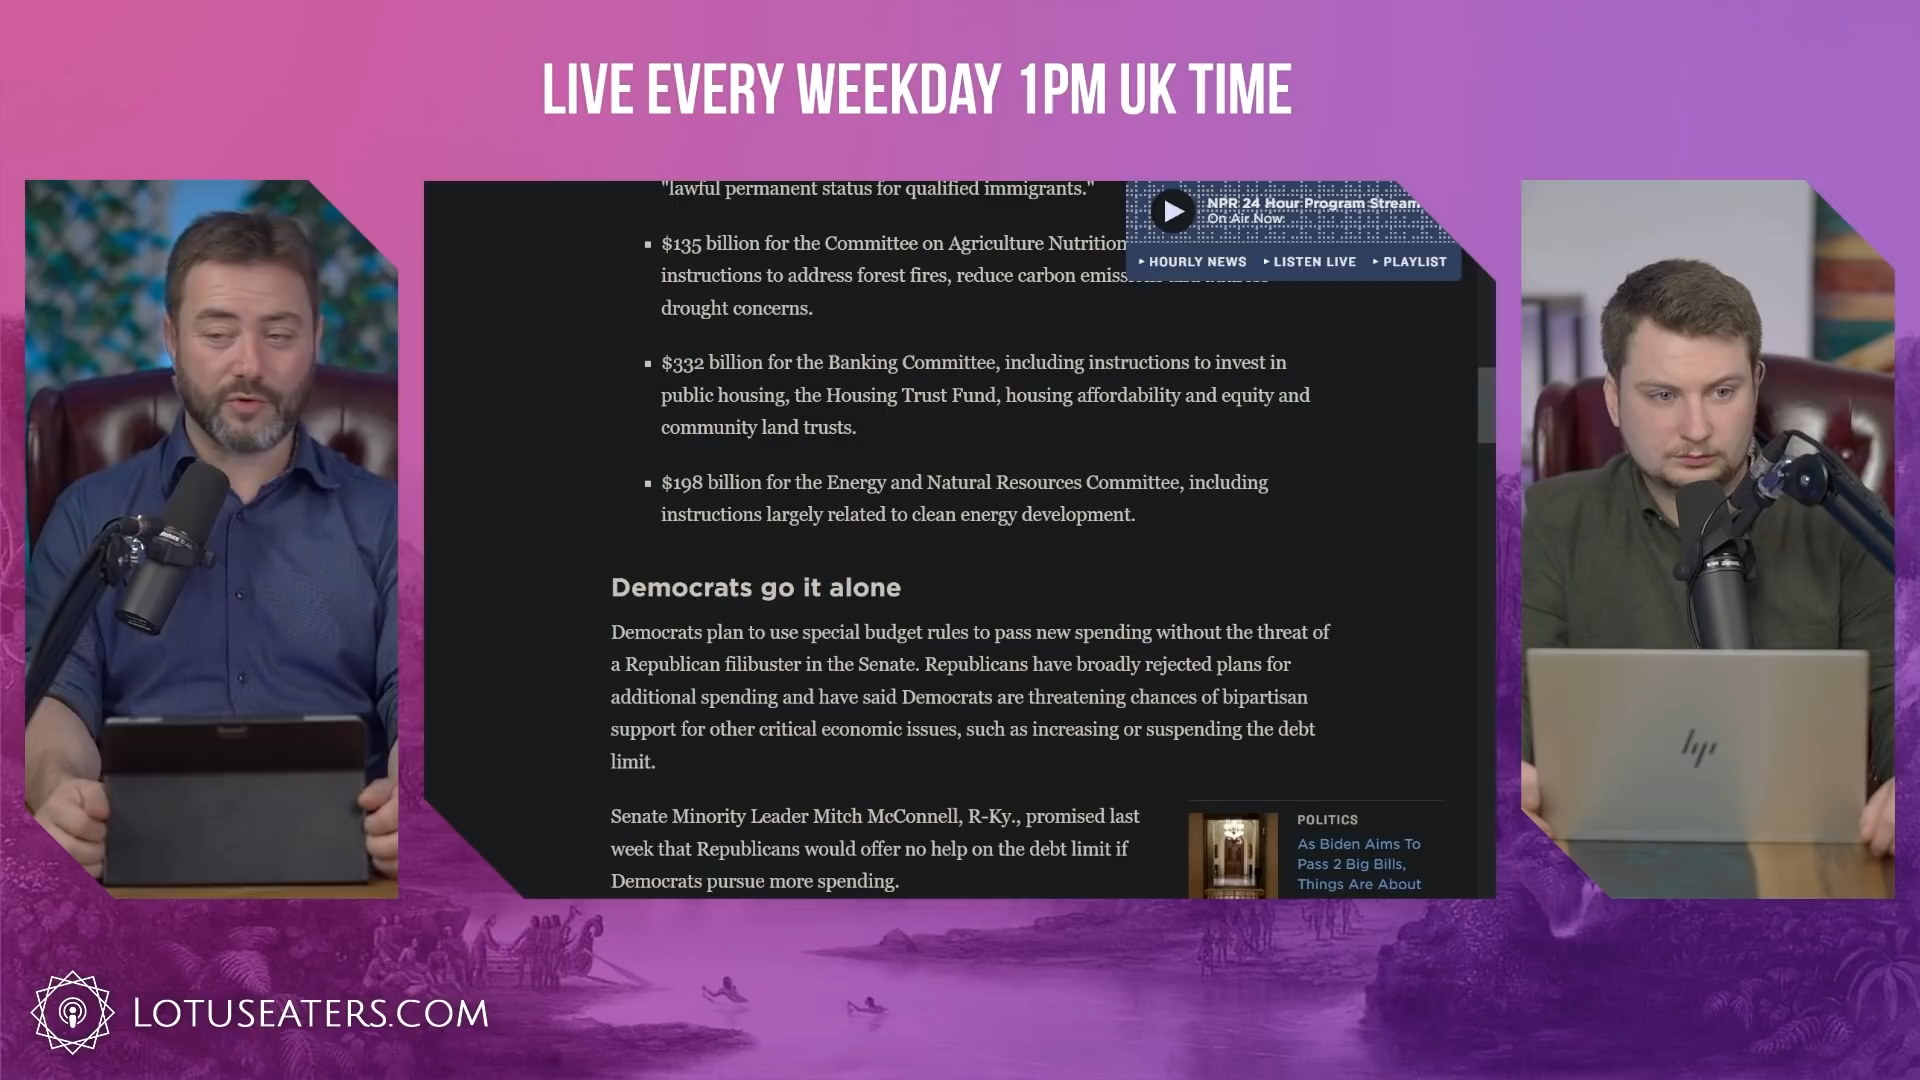 LIVE EVERY WEEKDAY 1PM UK TIME
"lawful permanent status for qualified immigrants."
NPR 24 Hour Program Stream
On Air Now
HOURLY NEWS LISTEN LIVE PLAYLIST
$135 billion for the Committee on Agriculture Nutrition
instructions to address forest fires, reduce carbon
drought concerns.
$332 billion for the Banking Committee, including instructions to invest in
public housing, the Housing Trust Fund, housing affordability and equity and
community land trusts.
$198 billion for the Energy and Natural Resources Committee, including
instructions largely related to clean energy development.
Democrats go it alone
Democrats plan to use special budget rules to pass new spending without the threat of
a Republican filibuster in the Senate. Republicans have broadly rejected plans for
additional spending and have said Democrats are threatening chances of bipartisan
support for other critical economic issues, such as increasing or suspending the debt
limit.
Senate Minority Leader Mitch McConnell, R-Ky., promised last
week that Republicans would offer no help on the debt limit if
Democrats pursue more spending.
POLITICS
As Biden Aims To
Pass 2 Big Bills,
Things Are About
hp
LOTUSEATERS.COM